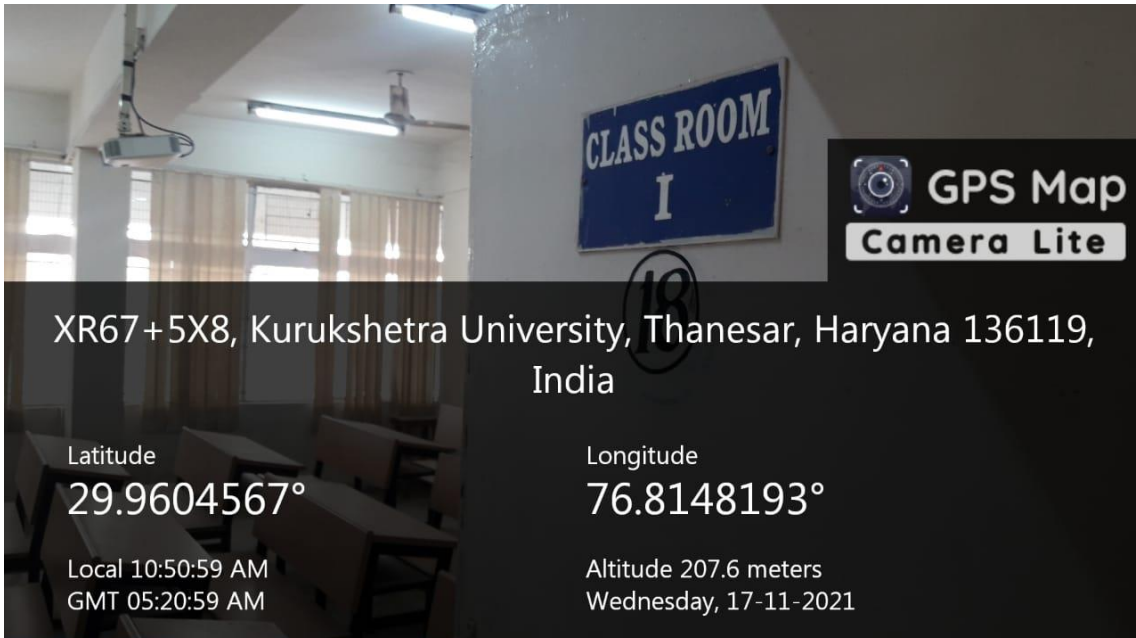 CLASS ROOM
I
18
GPS Map
Camera Lite
XR67+5X8, Kurukshetra University, Thanesar, Haryana 136119,
India
Latitude
29.9604567°
Longitude
76.8148193°
Local 10:50:59 AM
GMT 05:20:59 AM
Altitude 207.6 meters
Wednesday, 17-11-2021